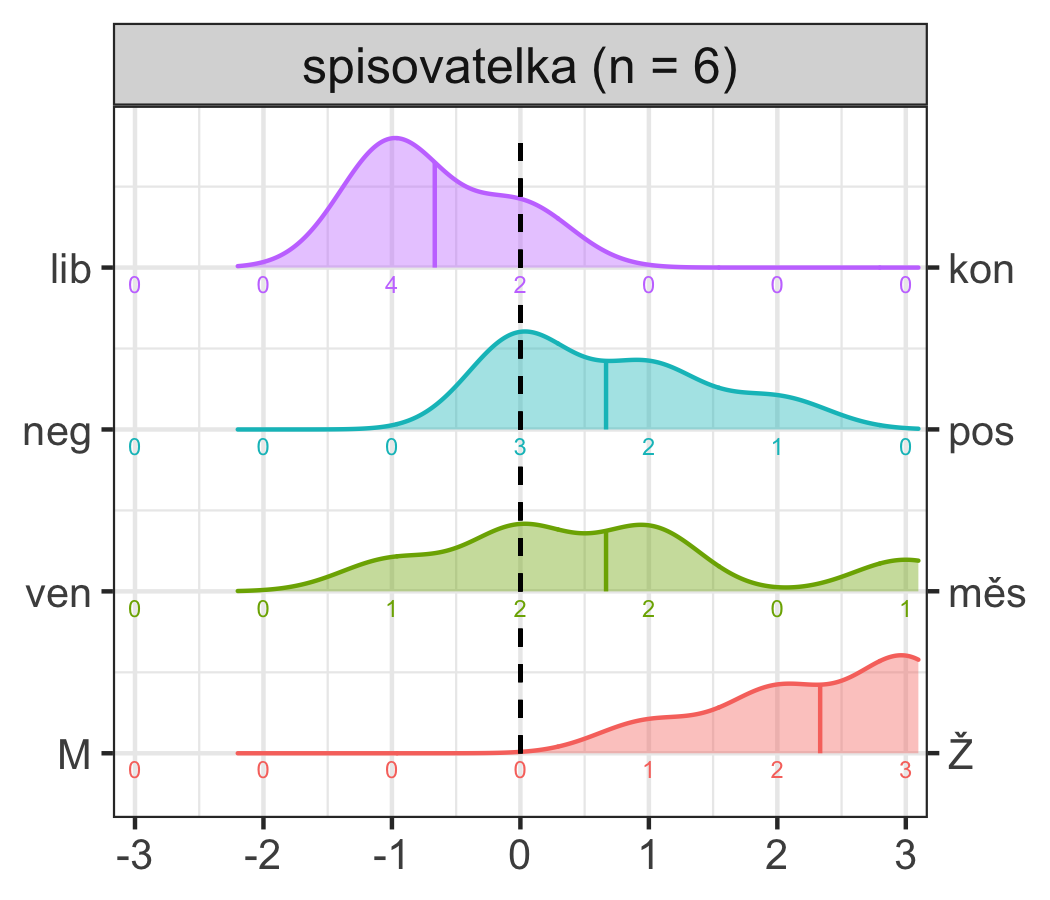 spisovatelka (n = 6)
lib kon
0 0 4 2 0 0 0
neg pos
0 0 0 3 2 1 0
ven měs
0 0 1 2 2 0 1
M Ž
0 0 0 0 1 2 3
-3 -2 -1 0 1 2 3